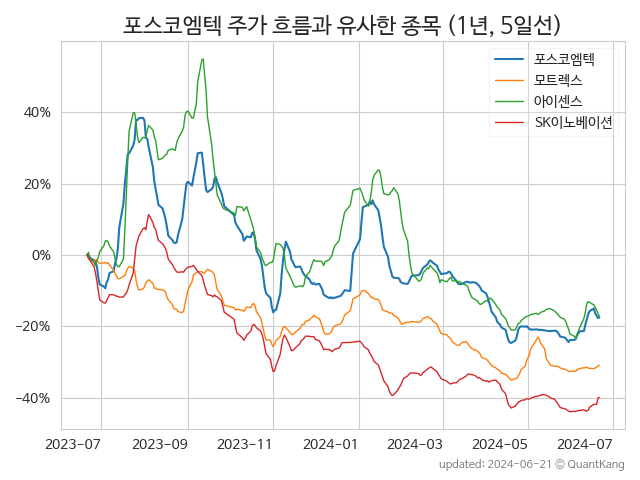 포스코엠텍 주가 흐름과 유사한 종목 (1년, 5일선)
포스코엠텍
모트렉스
아이센스
SK이노베이션
40%
20%
0%
−20%
−40%
2023-07 2023-09 2023-11 2024-01 2024-03 2024-05 2024-07
updated: 2024-06-21 © QuantKang